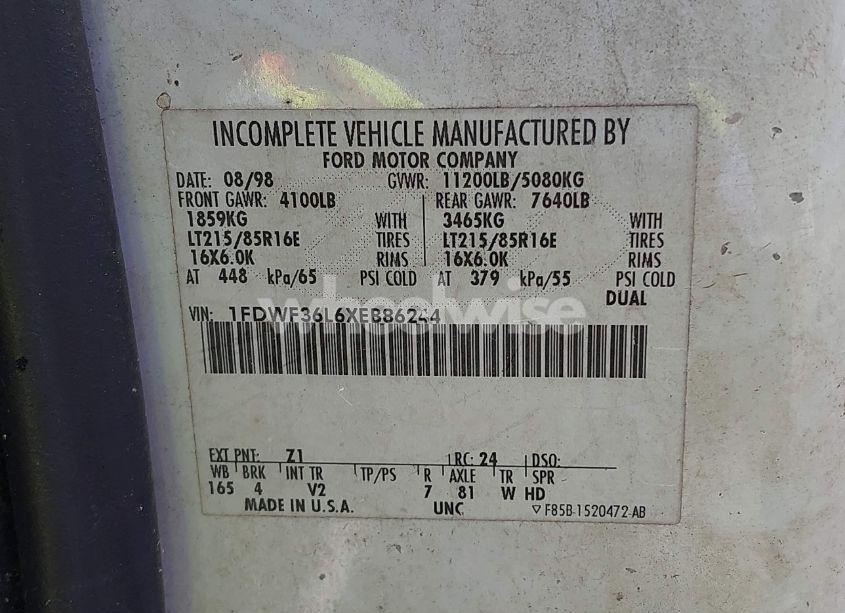 INCOMPLETE VEHICLE MANUFACTURED BY
FORD MOTOR COMPANY
DATE: 08/98 GVWR: 11200LB/5080KG
FRONT GAWR: 4100LB REAR GAWR: 7640LB
1859KG WITH 3465KG WITH
LT215/85R16E TIRES LT215/85R16E TIRES
16X6.0K RIMS 16X6.0K RIMS
AT 448 kPa/65 PSI COLD AT 379 kPa/55 PSI COLD
DUAL
VIN: 1FDWF36L6XEB86244
wheelwise
EXT PNT: Z1 RC: 24 DSO:
WB BRK INT TR TP/PS R AXLE TR SPR
165 4 V2 7 81 W HD
MADE IN U.S.A. UNC ▽ F85B-1520472-AB